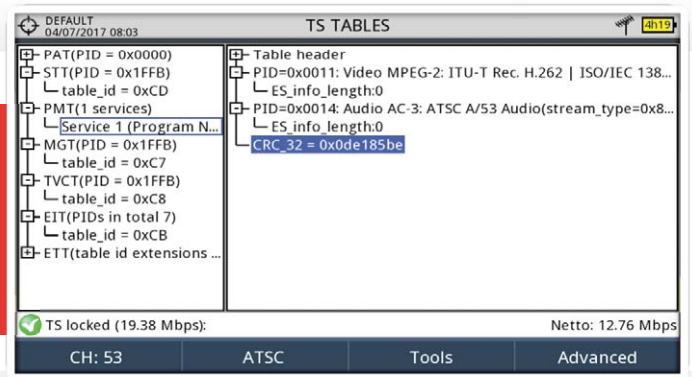 DEFAULT
04/07/2017 08:03
TS TABLES
4h19
PAT(PID = 0x0000)
STT(PID = 0x1FFB)
table_id = 0xCD
PMT(1 services)
Service 1 (Program N...
MGT(PID = 0x1FFB)
table_id = 0xC7
TVCT(PID = 0x1FFB)
table_id = 0xC8
EIT(PIDs in total 7)
table_id = 0xCB
ETT(table id extensions ...
Table header
PID=0x0011: Video MPEG-2: ITU-T Rec. H.262 | ISO/IEC 138...
ES_info_length:0
PID=0x0014: Audio AC-3: ATSC A/53 Audio(stream_type=0x8...
ES_info_length:0
CRC_32 = 0x0de185be
TS locked (19.38 Mbps):
Netto: 12.76 Mbps
CH: 53
ATSC
Tools
Advanced